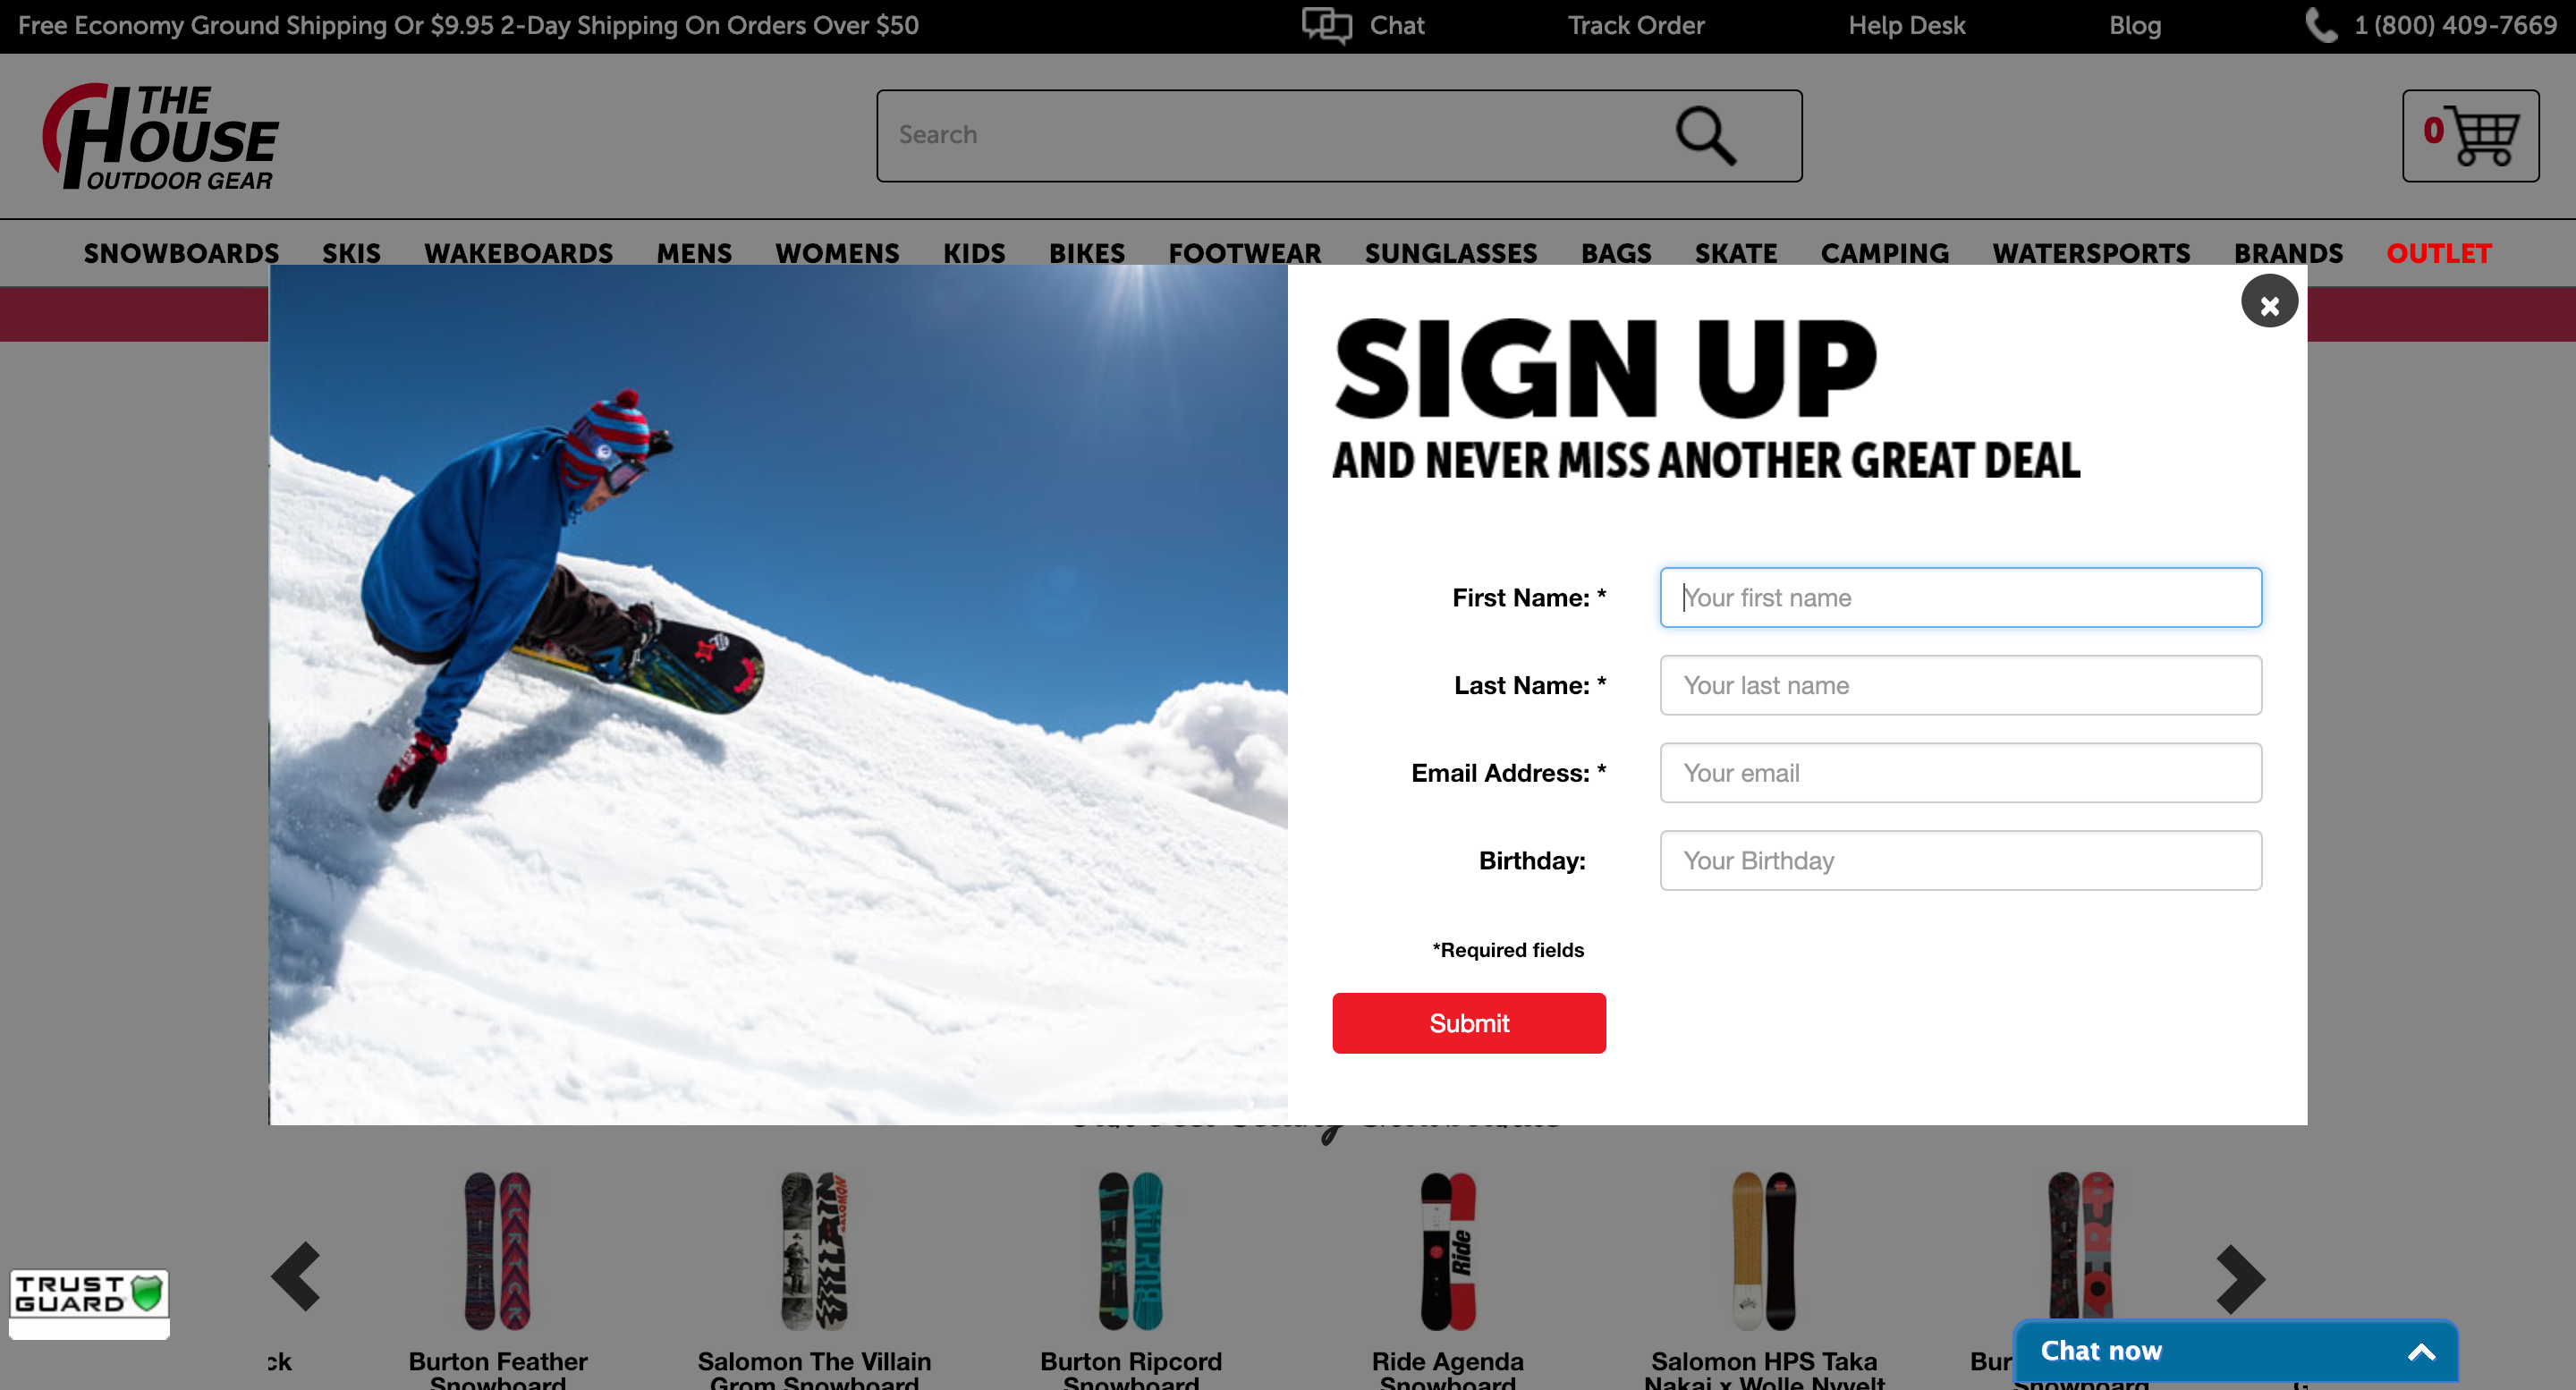 Free Economy Ground Shipping Or $9.95 2-Day Shipping On Orders Over $50
Chat
Track Order
Help Desk
Blog
1 (800) 409-7669
THE
HOUSE
OUTDOOR GEAR
Search
0
SNOWBOARDS SKIS WAKEBOARDS MENS WOMENS KIDS BIKES FOOTWEAR SUNGLASSES BAGS SKATE CAMPING WATERSPORTS BRANDS OUTLET
SIGN UP
AND NEVER MISS ANOTHER GREAT DEAL
First Name: *
Your first name
Last Name: *
Your last name
Email Address: *
Your email
Birthday:
Your Birthday
*Required fields
Submit
TRUST
GUARD
Ride
BURTON
SALOMON
VILLAIN
ck
Burton Feather
Snowboard
Salomon The Villain
Grom Snowboard
Burton Ripcord
Snowboard
Ride Agenda
Snowboard
Salomon HPS Taka
Nakai x Wolle Nyvelt
Bur
Snowboard
Chat now